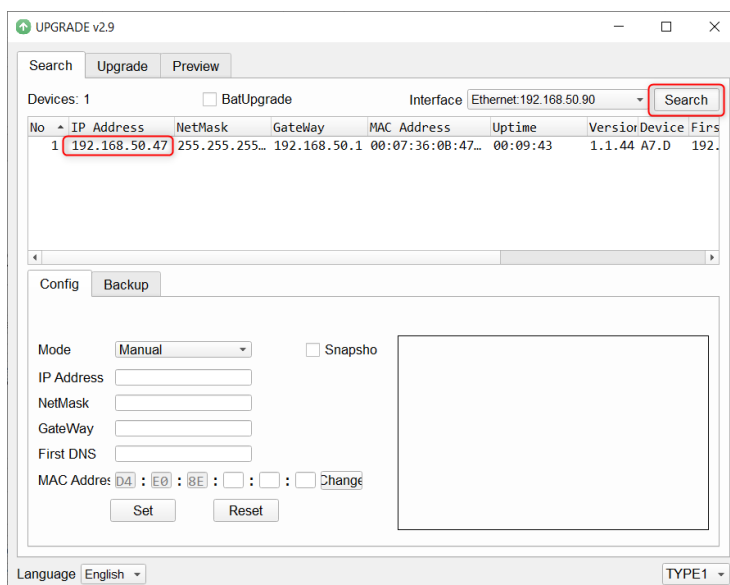 UPGRADE v2.9
Search Upgrade Preview
Devices: 1 BatUpgrade Interface Ethernet:192.168.50.90 Search
No IP Address NetMask GateWay MAC Address Uptime Version Device Firs
1 192.168.50.47 255.255.255… 192.168.50.1 00:07:36:0B:47… 00:09:43 1.1.44 A7.D 192.
Config Backup
Mode Manual Snapsho
IP Address
NetMask
GateWay
First DNS
MAC Addres D4 : E0 : 8E : : : Change
Set Reset
Language English TYPE1